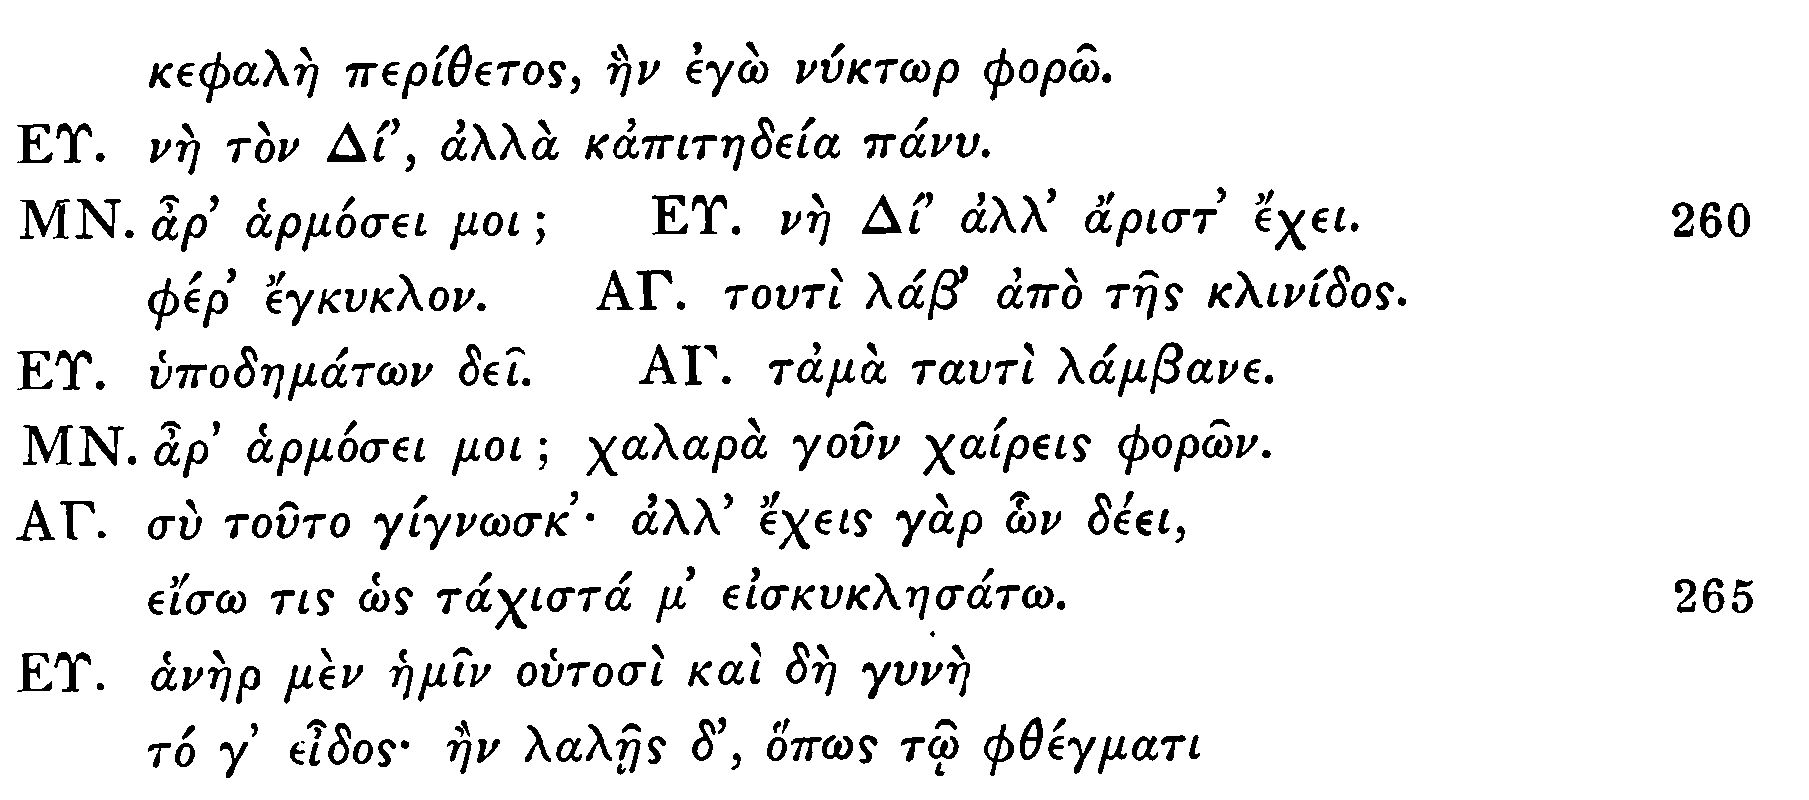 κεφαλὴ περίθετος, ἣν ἐγὼ νύκτωρ φορῶ.
ΕΥ. νὴ τὸν Δί’, ἀλλὰ κἀπιτηδεία πάνυ.
ΜΝ. ἆρ’ ἁρμόσει μοι; ΕΥ. νὴ Δί’ ἀλλ’ ἄριστ’ ἔχει. 260
φέρ’ ἔγκυκλον. ΑΓ. τουτὶ λάβ’ ἀπὸ τῆς κλινίδος.
ΕΥ. ὑποδημάτων δεῖ. ΑΓ. τἀμὰ ταυτὶ λάμβανε.
ΜΝ. ἆρ’ ἁρμόσει μοι; χαλαρὰ γοῦν χαίρεις φορῶν.
ΑΓ. σὺ τοῦτο γίγνωσκ’· ἀλλ’ ἔχεις γὰρ ὧν δέει,
εἴσω τις ὡς τάχιστά μ’ εἰσκυκλησάτω. 265
ΕΥ. ἁνὴρ μὲν ἡμῖν οὑτοσὶ καὶ δὴ γυνὴ
τό γ’ εἶδος· ἢν λαλῇς δ’, ὅπως τῷ φθέγματι